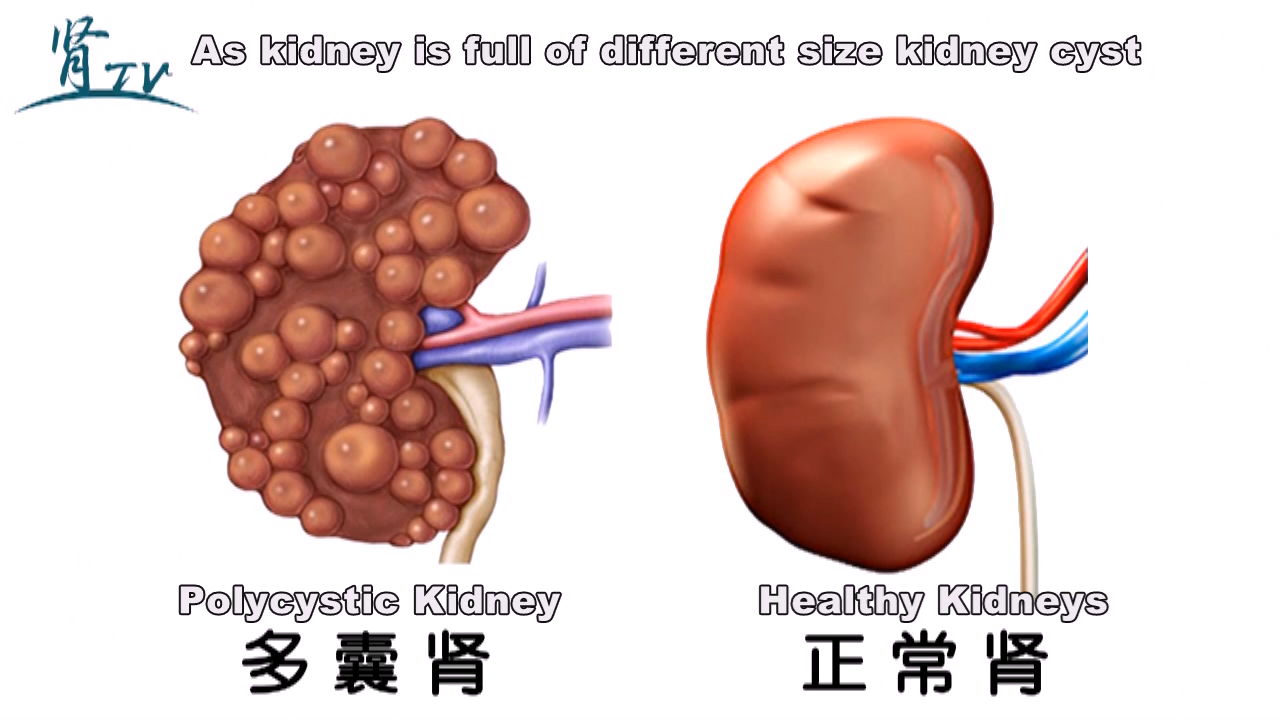 肾TV
As kidney is full of different size kidney cyst
Polycystic Kidney
Healthy Kidneys
多囊肾
正常肾